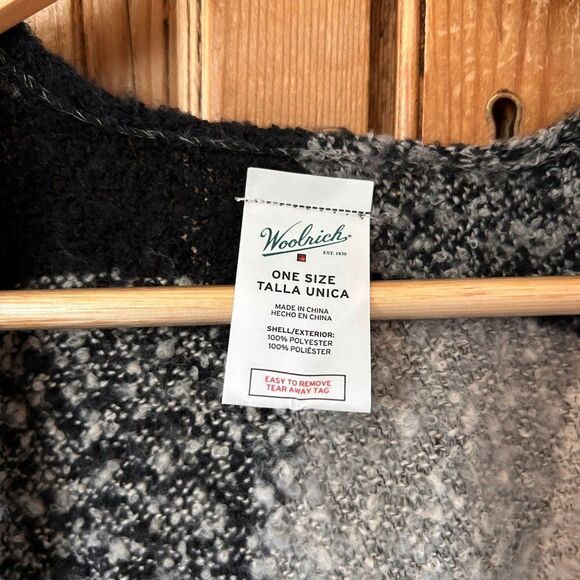 Woolrich®
EST. 1830
ONE SIZE
TALLA UNICA
MADE IN CHINA
HECHO EN CHINA
SHELL/EXTERIOR:
100% POLYESTER
100% POLIÉSTER
EASY TO REMOVE
TEAR AWAY TAG